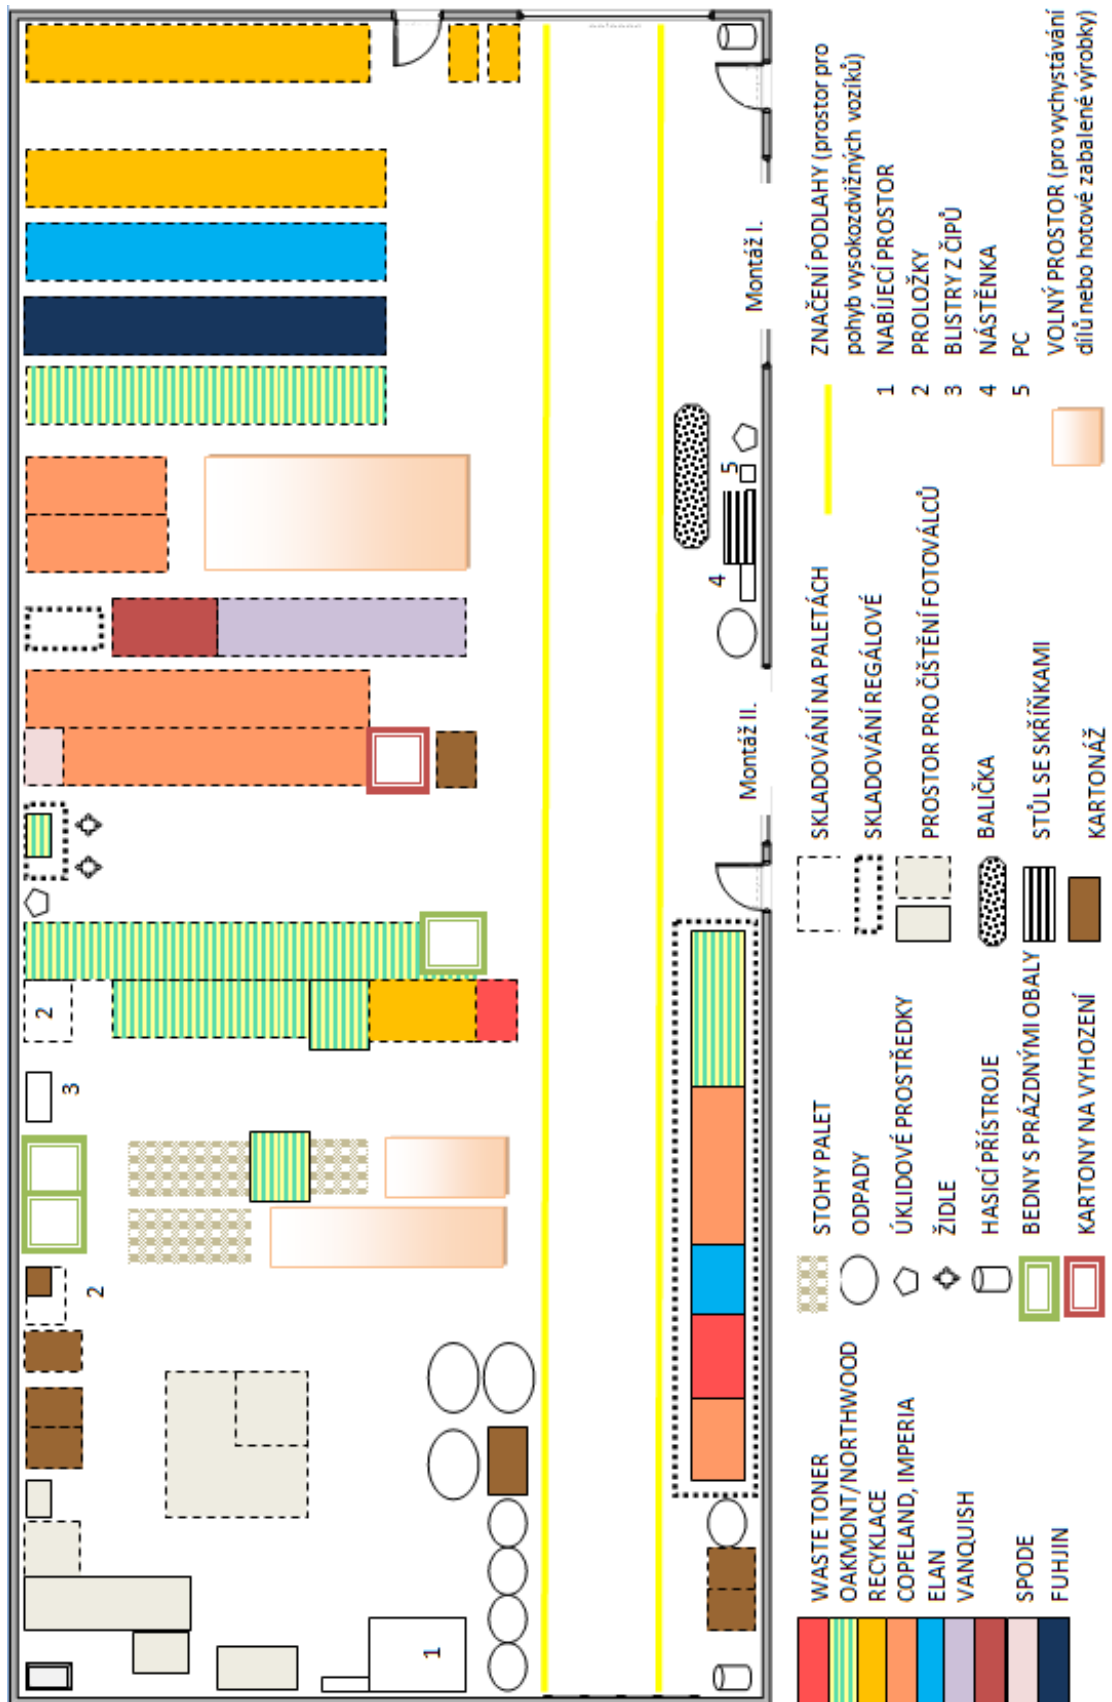 Montáž II.
Montáž I.
1
2
3
2
4
5
WASTE TONER
OAKMONT/NORTHWOOD
RECYKLACE
COPELAND, IMPERIA
ELAN
VANQUISH
SPODE
FUHJIN
STOHY PALET
ODPADY
ÚKLIDOVÉ PROSTŘEDKY
ŽIDLE
HASICÍ PŘÍSTROJE
BEDNY S PRÁZDNÝMI OBALY
KARTONY NA VYHOZENÍ
SKLADOVÁNÍ NA PALETÁCH
SKLADOVÁNÍ REGÁLOVÉ
PROSTOR PRO ČIŠTĚNÍ FOTOVÁLCŮ
BALIČKA
STŮL SE SKŘÍŇKAMI
KARTONÁŽ
ZNAČENÍ PODLAHY (prostor pro
pohyb vysokozdvižných vozíků)
1 NABÍJECÍ PROSTOR
2 PROLOŽKY
3 BLISTRY Z ČIPŮ
4 NÁSTĚNKA
5 PC
VOLNÝ PROSTOR (pro vychystávání
dílů nebo hotové zabalené výrobky)